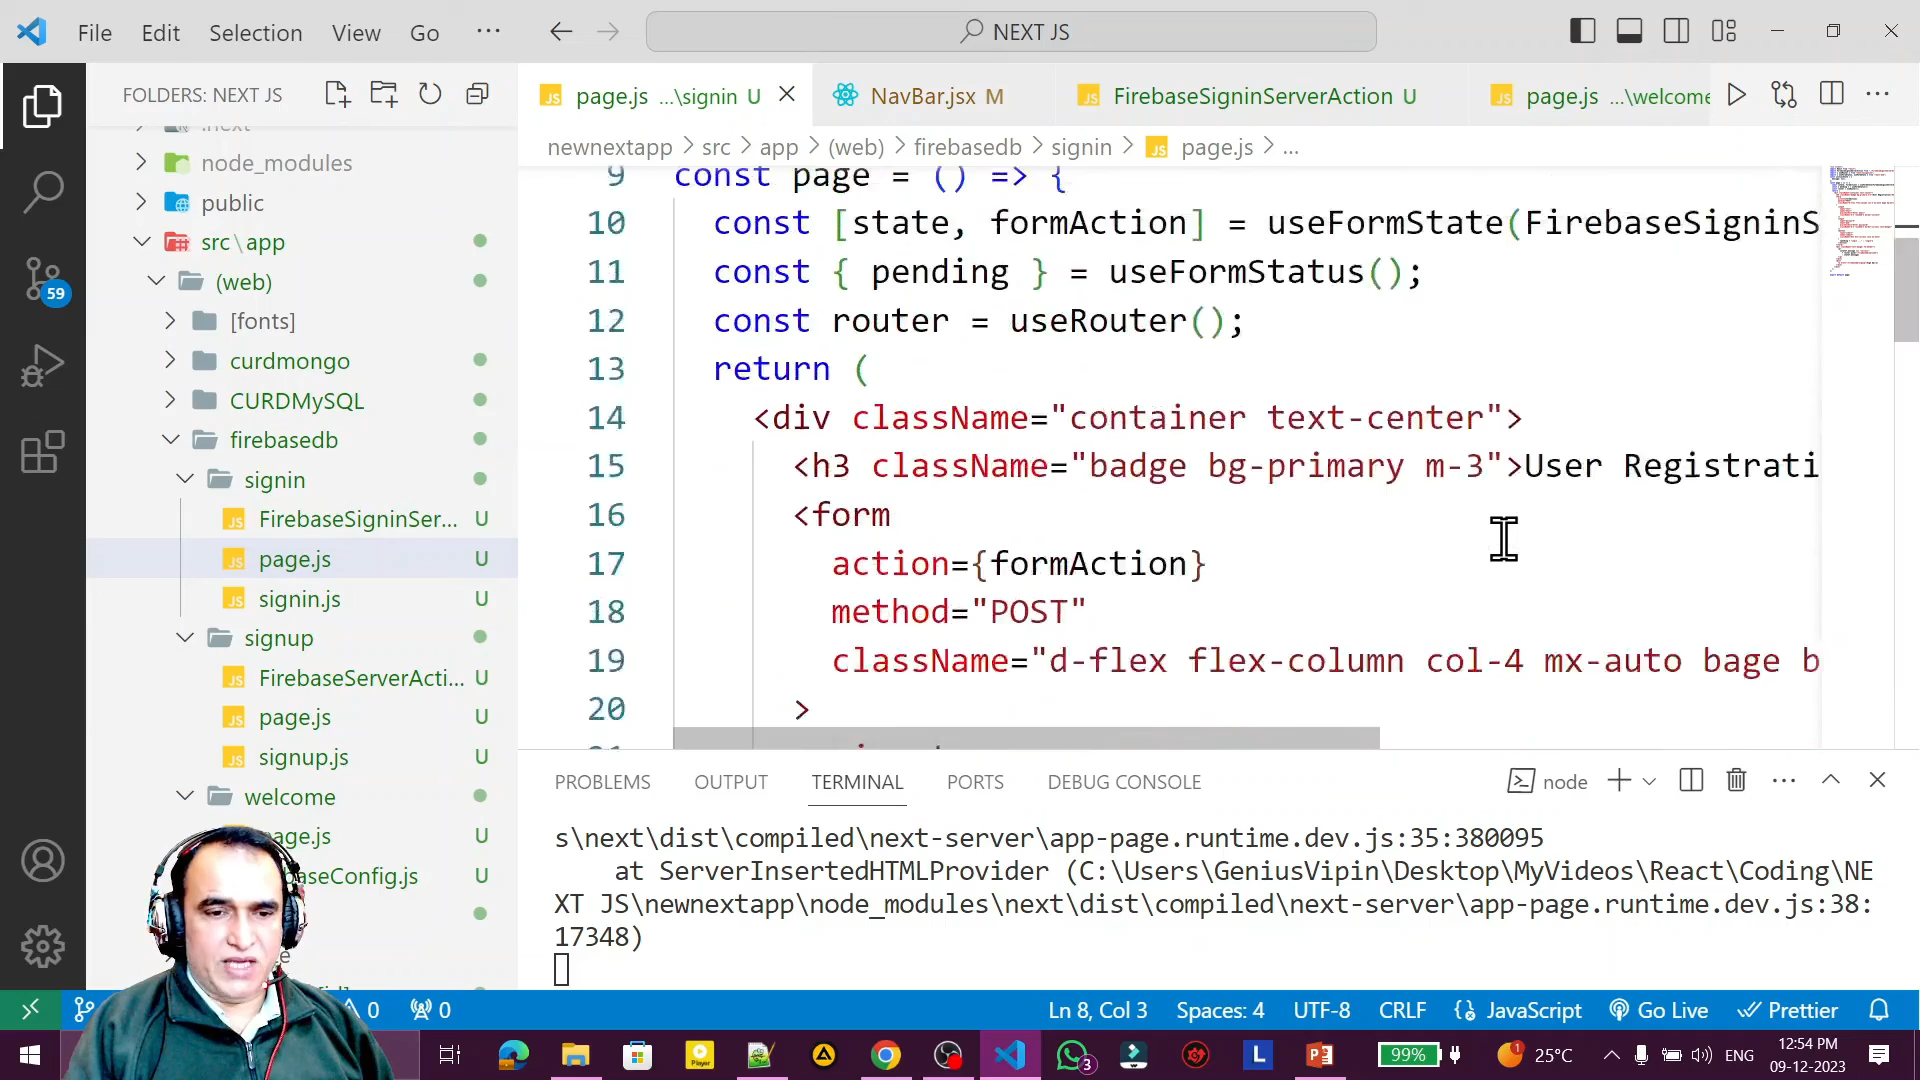 File Edit Selection View Go ... NEXT JS
FOLDERS: NEXT JS
page.js ...\signin U NavBar.jsx M FirebaseSigninServerAction U page.js ...\welcome
newnextapp > src > app > (web) > firebasedb > signin > page.js > ...
.next
node_modules
public
src\app
(web)
[fonts]
curdmongo
CURDMySQL
firebasedb
signin
FirebaseSigninSer... U
page.js U
signin.js U
signup
FirebaseServerActi... U
page.js U
signup.js U
welcome
page.js U
baseConfig.js U
59
9 const page = () => {
10 const [state, formAction] = useFormState(FirebaseSigninS
11 const { pending } = useFormStatus();
12 const router = useRouter();
13 return (
14 <div className="container text-center">
15 <h3 className="badge bg-primary m-3">User Registrati
16 <form
17 action={formAction}
18 method="POST"
19 className="d-flex flex-column col-4 mx-auto bage b
20 >
PROBLEMS OUTPUT TERMINAL PORTS DEBUG CONSOLE node
s\next\dist\compiled\next-server\app-page.runtime.dev.js:35:380095
at ServerInsertedHTMLProvider (C:\Users\GeniusVipin\Desktop\MyVideos\React\Coding\NE
XT JS\newnextapp\node_modules\next\dist\compiled\next-server\app-page.runtime.dev.js:38:
17348)
0 0 Ln 8, Col 3 Spaces: 4 UTF-8 CRLF JavaScript Go Live Prettier
Player 3 L 99% 1 25°C ENG 12:54 PM
09-12-2023